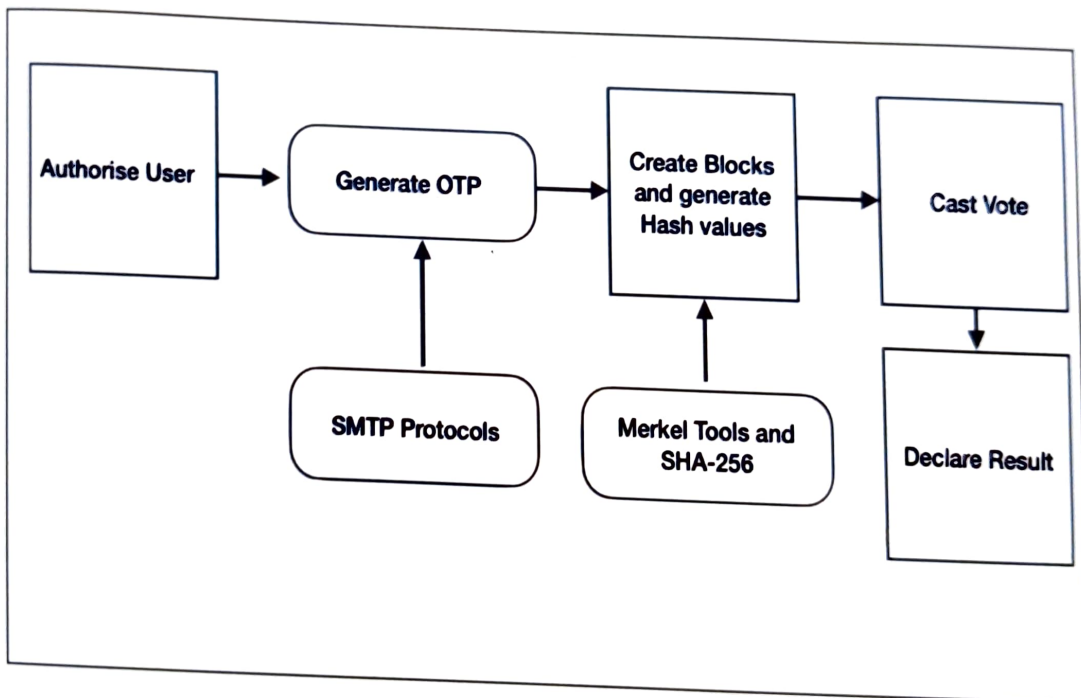 Authorise User
Generate OTP
Create Blocks
and generate
Hash values
Cast Vote
SMTP Protocols
Merkel Tools and
SHA-256
Declare Result